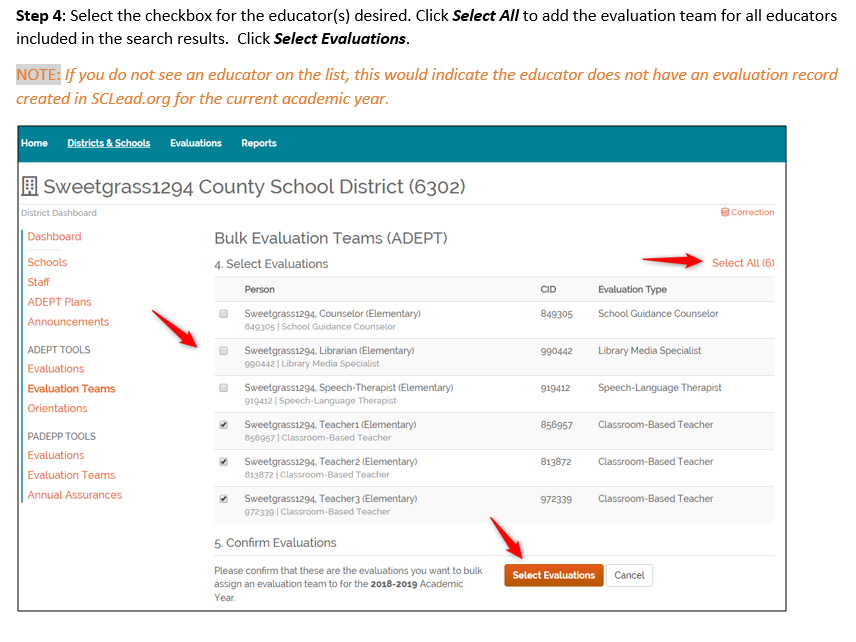 Step 4: Select the checkbox for the educator(s) desired. Click Select All to add the evaluation team for all educators
included in the search results.  Click Select Evaluations.
NOTE: If you do not see an educator on the list, this would indicate the educator does not have an evaluation record
created in SCLead.org for the current academic year.
Home Districts & Schools Evaluations Reports
Sweetgrass1294 County School District (6302)
District Dashboard
Correction
Dashboard
Schools
Staff
ADEPT Plans
Announcements
ADEPT TOOLS
Evaluations
Evaluation Teams
Orientations
PADEPP TOOLS
Evaluations
Evaluation Teams
Annual Assurances
Bulk Evaluation Teams (ADEPT)
4. Select Evaluations
Select All (6)
Person CID Evaluation Type
Sweetgrass1294, Counselor (Elementary) 849305 School Guidance Counselor
849305 | School Guidance Counselor
Sweetgrass1294, Librarian (Elementary) 990442 Library Media Specialist
990442 | Library Media Specialist
Sweetgrass1294, Speech-Therapist (Elementary) 919412 Speech-Language Therapist
919412 | Speech-Language Therapist
Sweetgrass1294, Teacher1 (Elementary) 856957 Classroom-Based Teacher
856957 | Classroom-Based Teacher
Sweetgrass1294, Teacher2 (Elementary) 813872 Classroom-Based Teacher
813872 | Classroom-Based Teacher
Sweetgrass1294, Teacher3 (Elementary) 972339 Classroom-Based Teacher
972339 | Classroom-Based Teacher
5. Confirm Evaluations
Please confirm that these are the evaluations you want to bulk
assign an evaluation team to for the 2018-2019 Academic
Year.
Select Evaluations Cancel